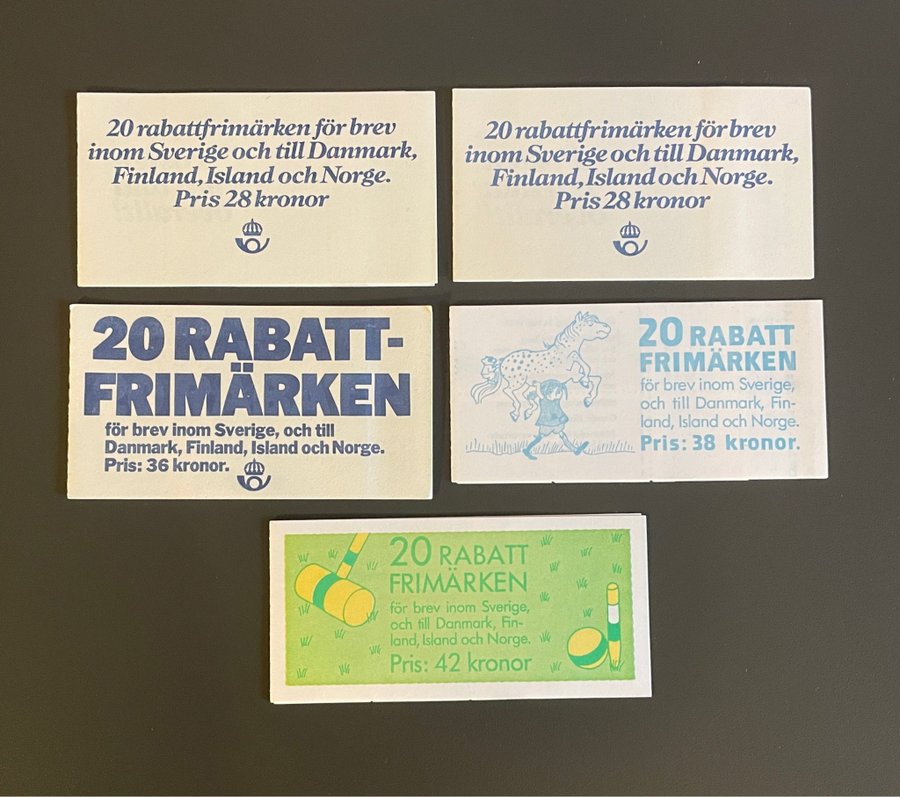 20 rabattfrimärken för brev
inom Sverige och till Danmark,
Finland, Island och Norge.
Pris 28 kronor
20 rabattfrimärken för brev
inom Sverige och till Danmark,
Finland, Island och Norge.
Pris 28 kronor
20 RABATT-
FRIMÄRKEN
för brev inom Sverige, och till
Danmark, Finland, Island och Norge.
Pris: 36 kronor.
20 RABATT
FRIMÄRKEN
för brev inom Sverige,
och till Danmark, Fin-
land, Island och Norge.
Pris: 38 kronor.
20 RABATT
FRIMÄRKEN
för brev inom Sverige,
och till Danmark, Fin-
land, Island och Norge.
Pris: 42 kronor